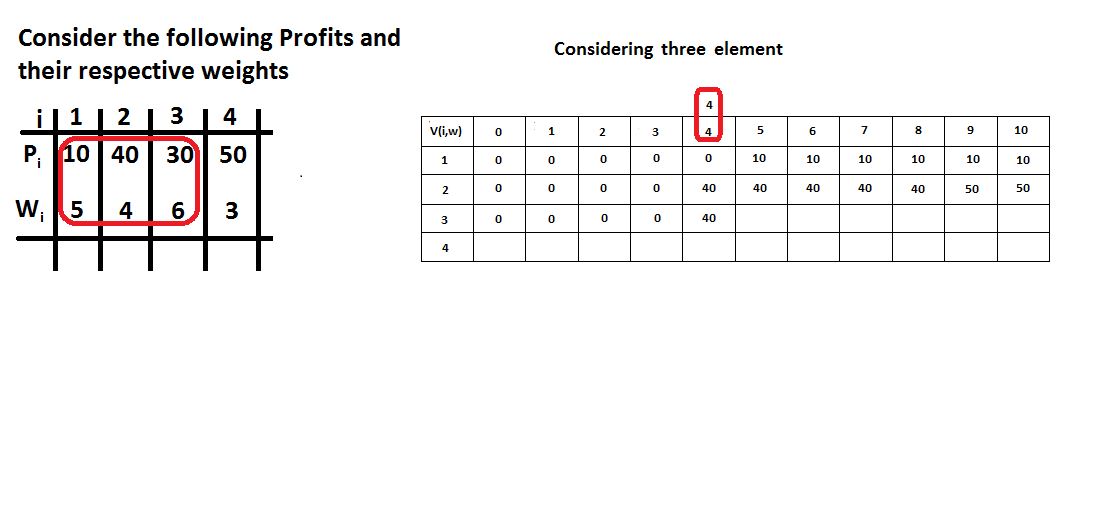 Consider the following Profits and
their respective weights
Considering three element
i 1 2 3 4
Pi 10 40 30 50
Wi 5 4 6 3
4
V(i,w) 0 1 2 3 4 5 6 7 8 9 10
1 0 0 0 0 0 10 10 10 10 10 10
2 0 0 0 0 40 40 40 40 40 50 50
3 0 0 0 0 40
4